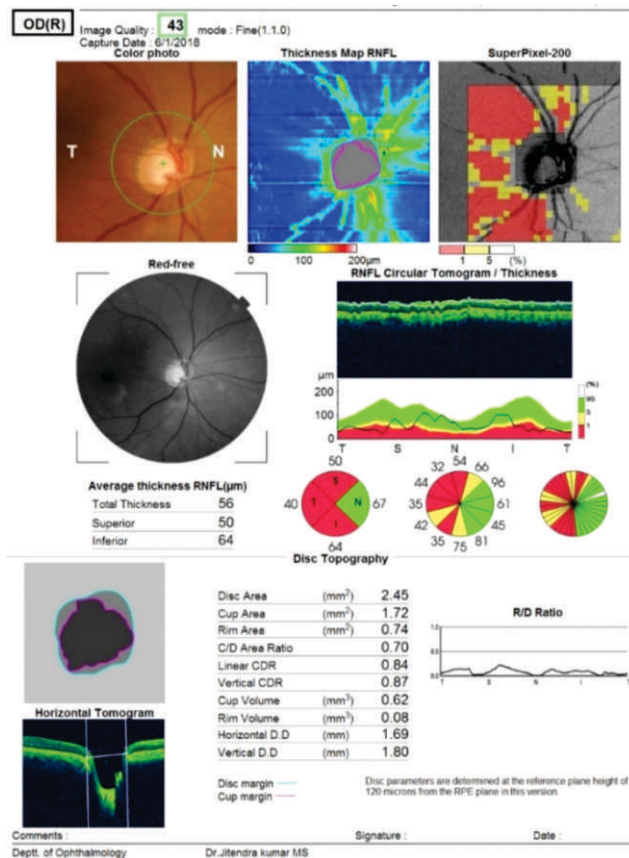 OD(R) Image Quality : 43 mode : Fine(1.1.0)
Capture Date : 6/1/2018
Color photo Thickness Map RNFL SuperPixel-200
T N
0 100 200µm
1 5 (%)
Red-free RNFL Circular Tomogram / Thickness
µm (%)
200 95
100 5
0 1
T S N I T
Average thickness RNFL(µm)
Total Thickness 56
Superior 50
Inferior 64
50
S
40 T N 67
I
64
54
32 66
44 96
35 61
42 45
35 81
75
Disc Topography
Disc Area (mm²) 2.45
Cup Area (mm²) 1.72
Rim Area (mm²) 0.74
C/D Area Ratio 0.70
Linear CDR 0.84
Vertical CDR 0.87
Cup Volume (mm³) 0.62
Rim Volume (mm³) 0.08
Horizontal D.D (mm) 1.69
Vertical D.D (mm) 1.80
R/D Ratio
1.0
0.5
0.0
T S N I T
Horizontal Tomogram
Disc margin
Cup margin
Disc parameters are determined at the reference plane height of
120 microns from the RPE plane in this version.
Comments : Signature : Date :
Deptt. of Ophthalmology Dr.Jitendra kumar MS